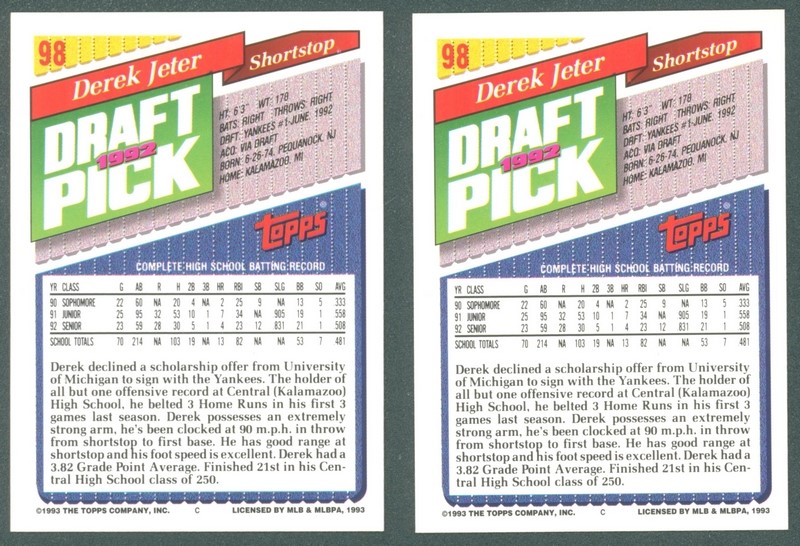 98
Derek Jeter
Shortstop
DRAFT
1992
PICK
HT: 6'3" WT: 178
BATS: RIGHT THROWS: RIGHT
DRFT: YANKEES #1-JUNE, 1992
ACQ: VIA DRAFT
BORN: 6-26-74, PEQUANOCK, NJ
HOME: KALAMAZOO, MI
Topps
COMPLETE HIGH SCHOOL BATTING RECORD
YR CLASS G AB R H 2B 3B HR RBI SB SLG BB SO AVG
90 SOPHOMORE 22 60 NA 20 4 NA 2 25 9 NA 13 5 333
91 JUNIOR 25 95 32 53 10 1 7 34 NA 905 19 1 558
92 SENIOR 23 59 28 30 5 1 4 23 12 831 21 1 508
SCHOOL TOTALS 70 214 NA 103 19 NA 13 82 NA NA 53 7 481
Derek declined a scholarship offer from University
of Michigan to sign with the Yankees. The holder of
all but one offensive record at Central (Kalamazoo)
High School, he belted 3 Home Runs in his first 3
games last season. Derek possesses an extremely
strong arm, he's been clocked at 90 m.p.h. in throw
from shortstop to first base. He has good range at
shortstop and his foot speed is excellent. Derek had a
3.82 Grade Point Average. Finished 21st in his Cen-
tral High School class of 250.
©1993 THE TOPPS COMPANY, INC. C LICENSED BY MLB & MLBPA, 1993
98
Derek Jeter
Shortstop
DRAFT
1992
PICK
HT: 6'3" WT: 178
BATS: RIGHT THROWS: RIGHT
DRFT: YANKEES #1-JUNE, 1992
ACQ: VIA DRAFT
BORN: 6-26-74, PEQUANOCK, NJ
HOME: KALAMAZOO, MI
Topps
COMPLETE HIGH SCHOOL BATTING RECORD
YR CLASS G AB R H 2B 3B HR RBI SB SLG BB SO AVG
90 SOPHOMORE 22 60 NA 20 4 NA 2 25 9 NA 13 5 333
91 JUNIOR 25 95 32 53 10 1 7 34 NA 905 19 1 558
92 SENIOR 23 59 28 30 5 1 4 23 12 831 21 1 508
SCHOOL TOTALS 70 214 NA 103 19 NA 13 82 NA NA 53 7 481
Derek declined a scholarship offer from University
of Michigan to sign with the Yankees. The holder of
all but one offensive record at Central (Kalamazoo)
High School, he belted 3 Home Runs in his first 3
games last season. Derek possesses an extremely
strong arm, he's been clocked at 90 m.p.h. in throw
from shortstop to first base. He has good range at
shortstop and his foot speed is excellent. Derek had a
3.82 Grade Point Average. Finished 21st in his Cen-
tral High School class of 250.
©1993 THE TOPPS COMPANY, INC. C LICENSED BY MLB & MLBPA, 1993